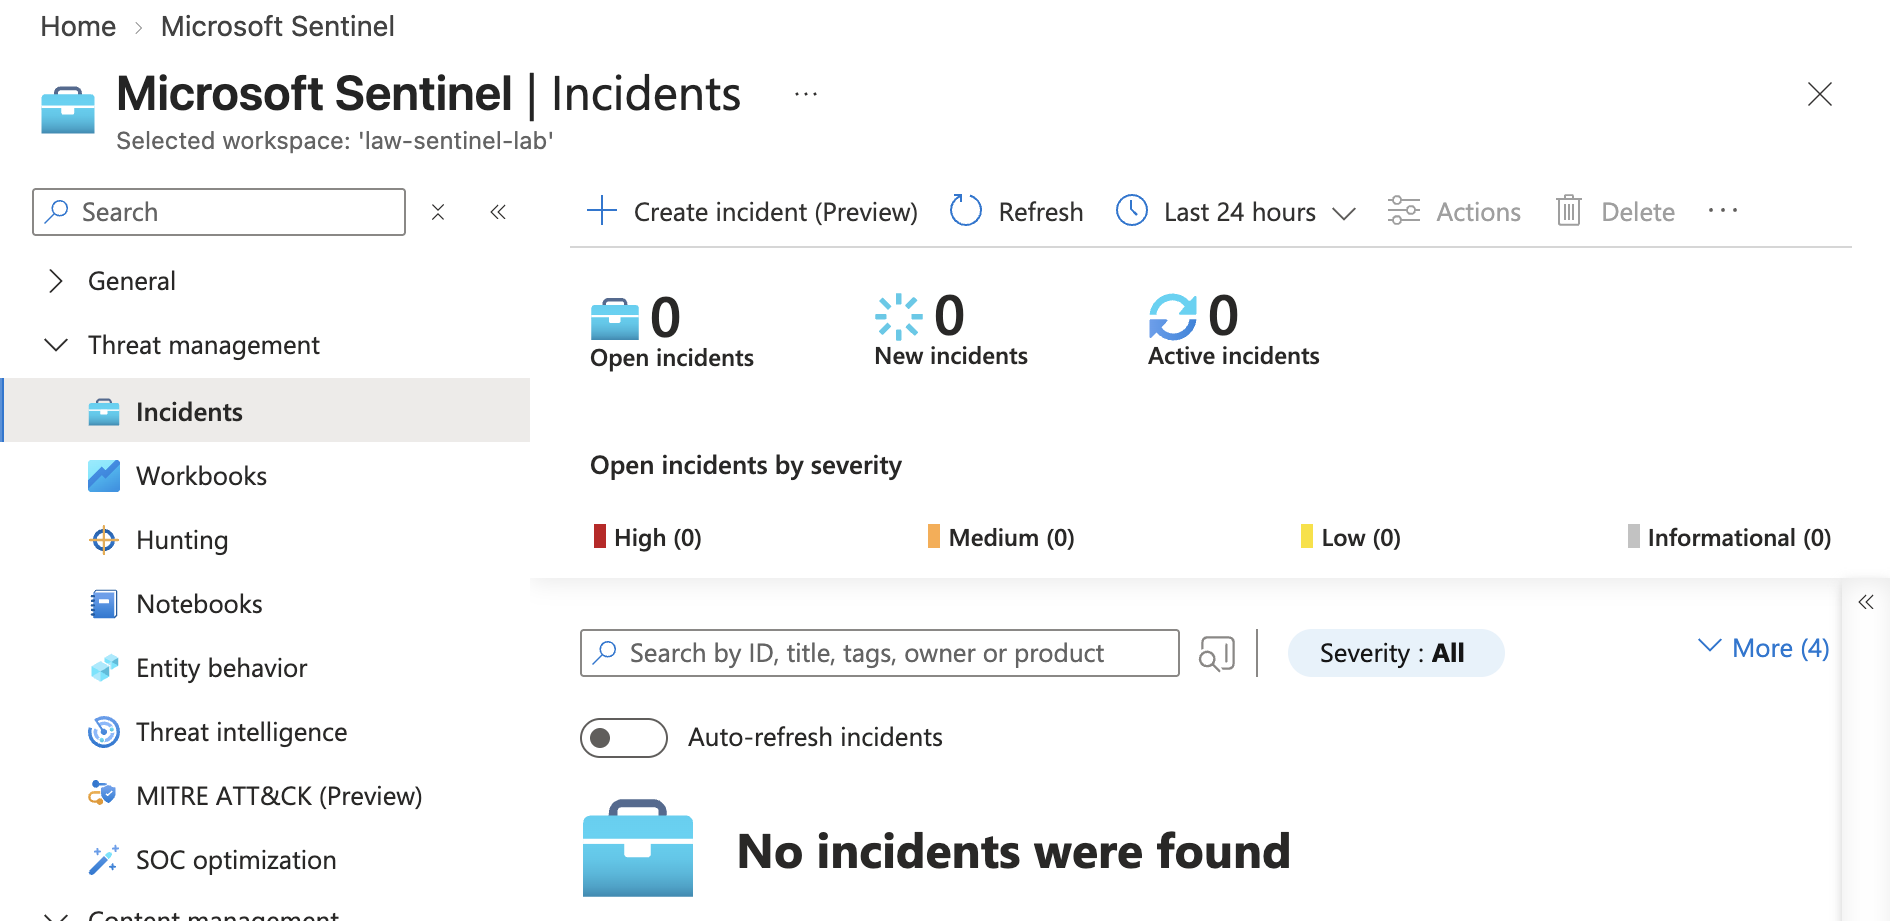 Home > Microsoft Sentinel
Microsoft Sentinel | Incidents ...
Selected workspace: 'law-sentinel-lab'
Search
General
Threat management
Incidents
Workbooks
Hunting
Notebooks
Entity behavior
Threat intelligence
MITRE ATT&CK (Preview)
SOC optimization
Content management
Create incident (Preview) Refresh Last 24 hours Actions Delete ...
0 0 0
Open incidents New incidents Active incidents
Open incidents by severity
High (0) Medium (0) Low (0) Informational (0)
Search by ID, title, tags, owner or product Severity : All More (4)
Auto-refresh incidents
No incidents were found